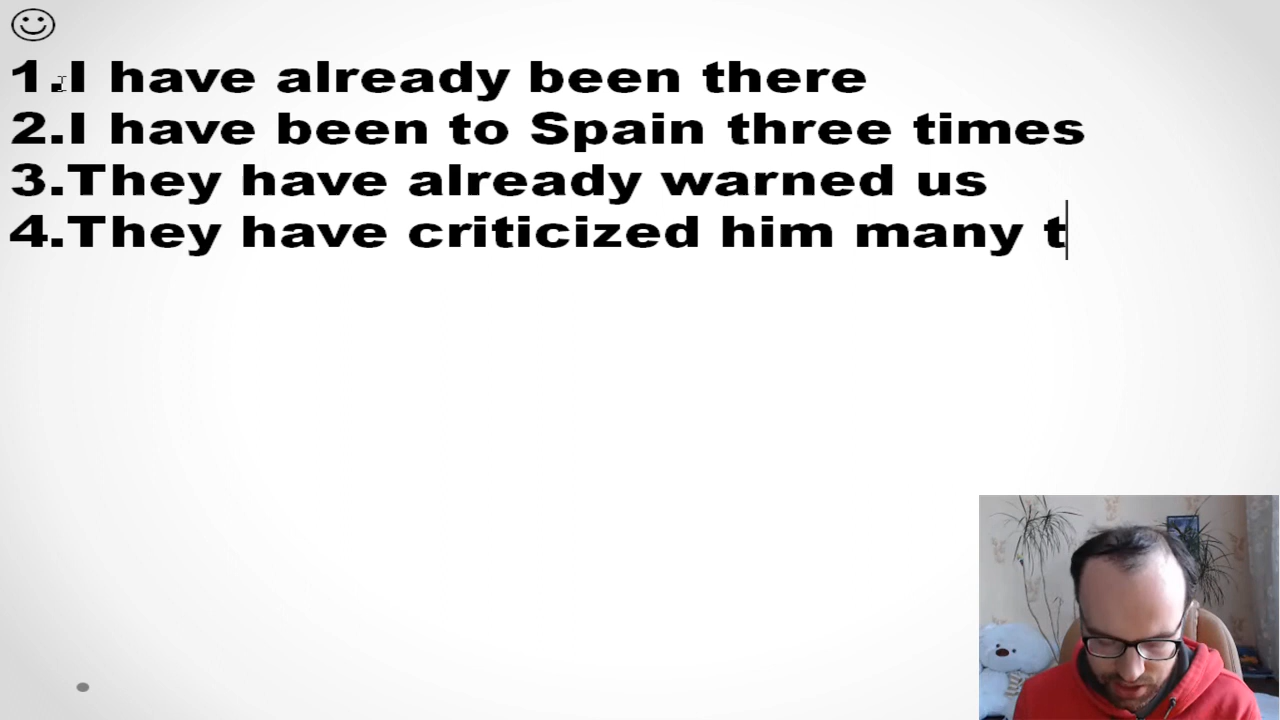 1.I have already been there
2.I have been to Spain three times
3.They have already warned us
4.They have criticized him many t